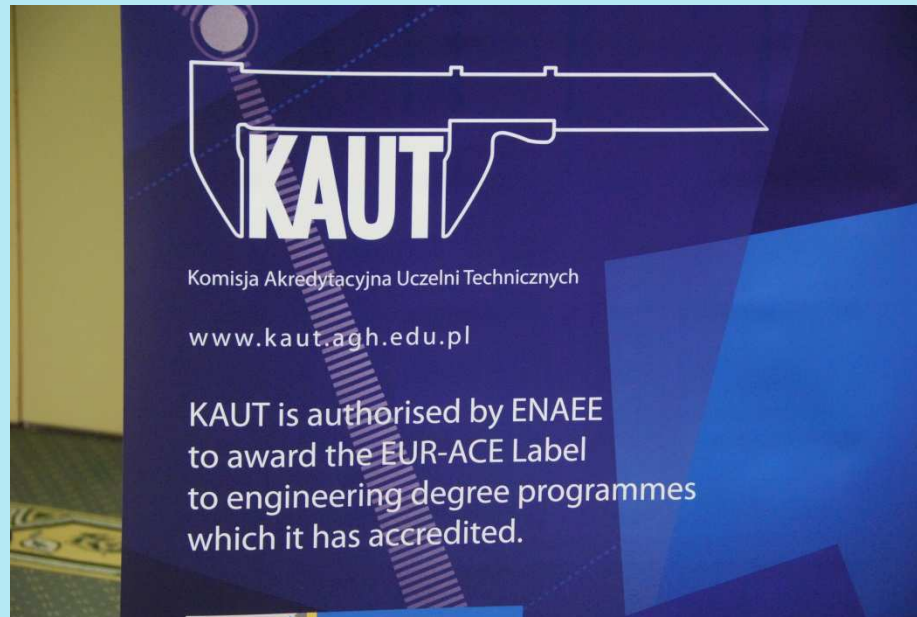 KAUT
Komisja Akredytacyjna Uczelni Technicznych
www.kaut.agh.edu.pl
KAUT is authorised by ENAEE
to award the EUR-ACE Label
to engineering degree programmes
which it has accredited.